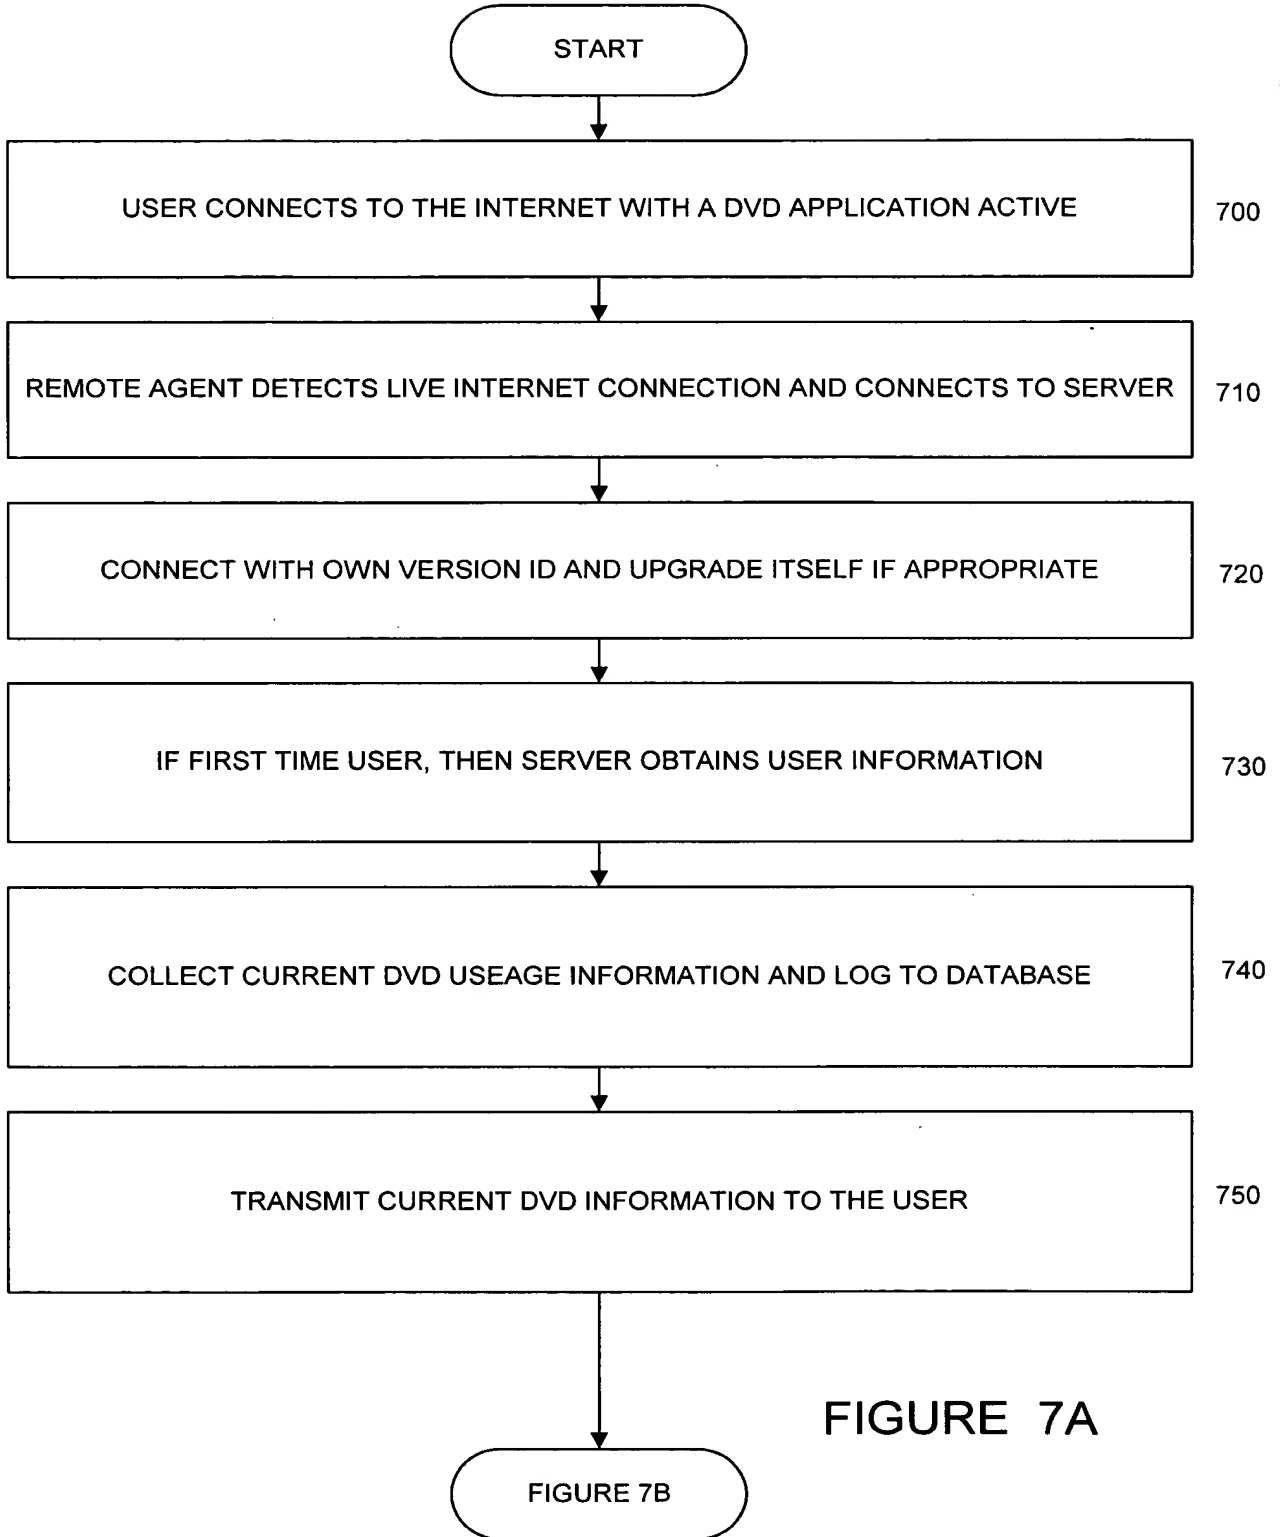 START
USER CONNECTS TO THE INTERNET WITH A DVD APPLICATION ACTIVE
700
REMOTE AGENT DETECTS LIVE INTERNET CONNECTION AND CONNECTS TO SERVER
710
CONNECT WITH OWN VERSION ID AND UPGRADE ITSELF IF APPROPRIATE
720
IF FIRST TIME USER, THEN SERVER OBTAINS USER INFORMATION
730
COLLECT CURRENT DVD USEAGE INFORMATION AND LOG TO DATABASE
740
TRANSMIT CURRENT DVD INFORMATION TO THE USER
750
FIGURE 7A
FIGURE 7B